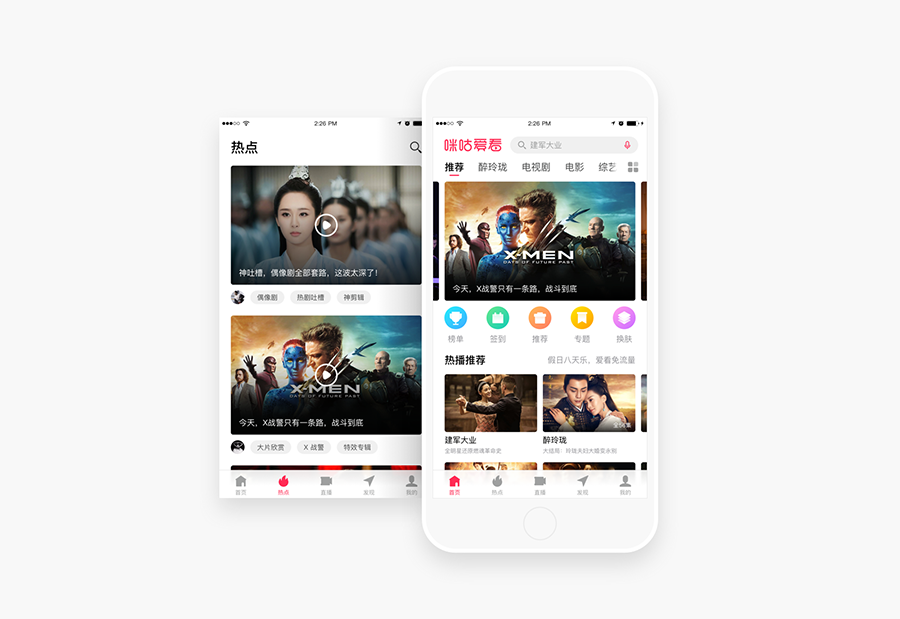 2:26 PM
热点
神吐槽，偶像剧全部套路，这波太深了！
偶像剧 热剧吐槽 神剪辑
X-MEN
DAYS OF FUTURE PAST
今天，X战警只有一条路，战斗到底
大片欣赏 X 战警 特效专辑
首页 热点 直播 发现 我的
2:26 PM
咪咕爱看 建军大业
推荐 醉玲珑 电视剧 电影 综艺
X-MEN
DAYS OF FUTURE PAST
今天，X战警只有一条路，战斗到底
榜单 签到 推荐 专题 换肤
热播推荐 假日八天乐，爱看免流量
建军大业 醉玲珑
全明星还原燃魂革命史 大结局：玲珑夫妇大婚变永别
首页 热点 直播 发现 我的